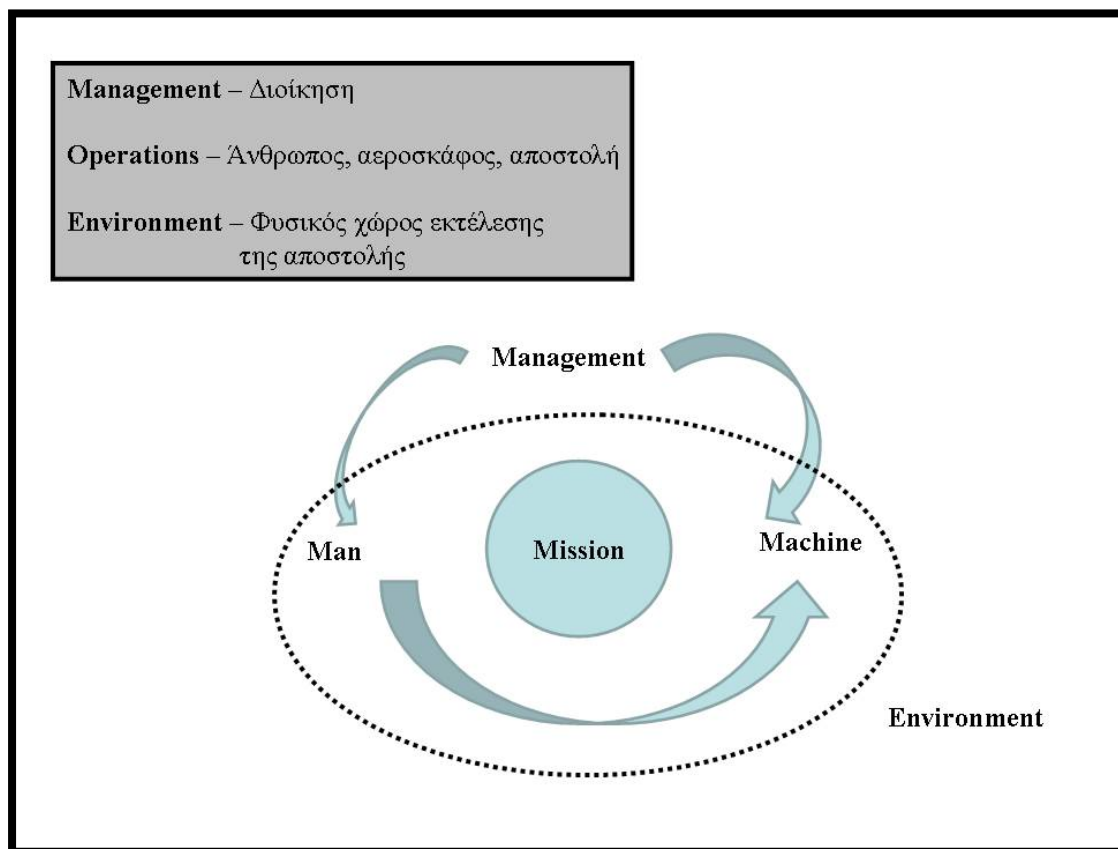 Management – Διοίκηση
Operations – Άνθρωπος, αεροσκάφος, αποστολή
Environment – Φυσικός χώρος εκτέλεσης
της αποστολής
Management
Man
Mission
Machine
Environment